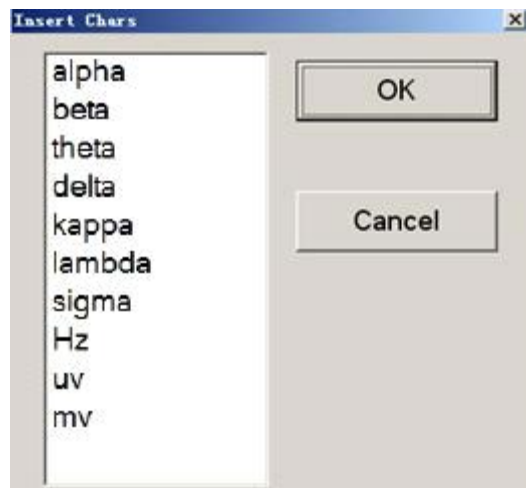 Insert Chars
alpha
beta
theta
delta
kappa
lambda
sigma
Hz
uv
mv
OK
Cancel